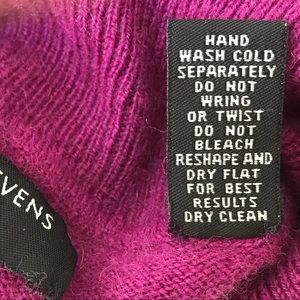 HAND
WASH COLD
SEPARATELY
DO NOT
WRING
OR TWIST
DO NOT
BLEACH
RESHAPE AND
DRY FLAT
FOR BEST
RESULTS
DRY CLEAN
EVENS